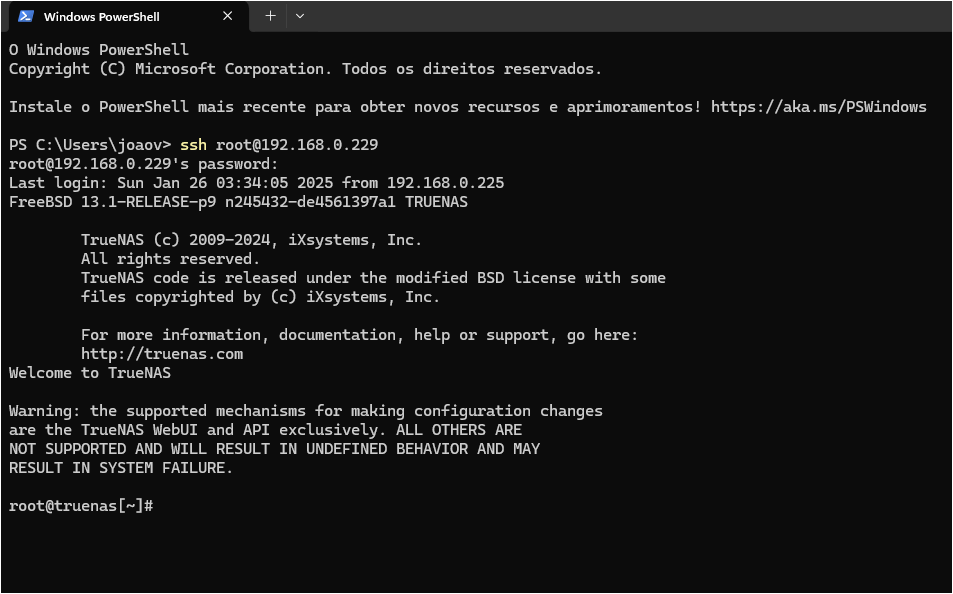 Windows PowerShell
O Windows PowerShell
Copyright (C) Microsoft Corporation. Todos os direitos reservados.
Instale o PowerShell mais recente para obter novos recursos e aprimoramentos! https://aka.ms/PSWindows
PS C:\Users\joaov> ssh root@192.168.0.229
root@192.168.0.229's password:
Last login: Sun Jan 26 03:34:05 2025 from 192.168.0.225
FreeBSD 13.1-RELEASE-p9 n245432-de4561397a1 TRUENAS
TrueNAS (c) 2009-2024, iXsystems, Inc.
All rights reserved.
TrueNAS code is released under the modified BSD license with some
files copyrighted by (c) iXsystems, Inc.
For more information, documentation, help or support, go here:
http://truenas.com
Welcome to TrueNAS
Warning: the supported mechanisms for making configuration changes
are the TrueNAS WebUI and API exclusively. ALL OTHERS ARE
NOT SUPPORTED AND WILL RESULT IN UNDEFINED BEHAVIOR AND MAY
RESULT IN SYSTEM FAILURE.
root@truenas[~]#